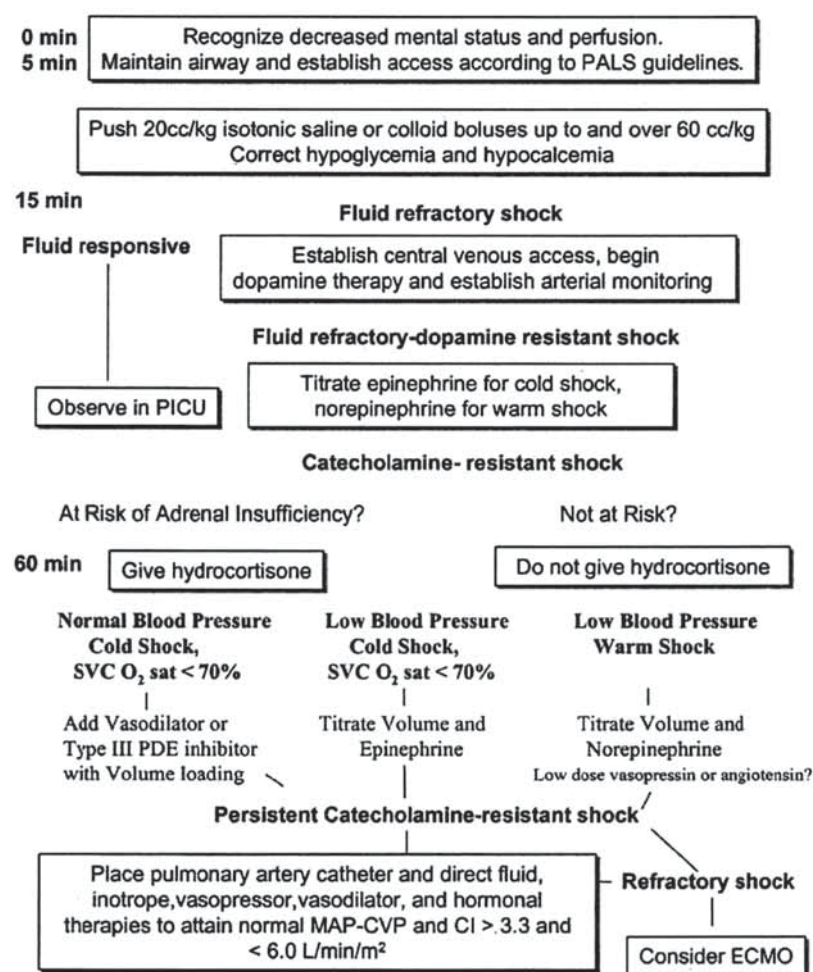 0 min
Recognize decreased mental status and perfusion.
5 min
Maintain airway and establish access according to PALS guidelines.
Push 20cc/kg isotonic saline or colloid boluses up to and over 60 cc/kg
Correct hypoglycemia and hypocalcemia
15 min
Fluid refractory shock
Fluid responsive
Establish central venous access, begin
dopamine therapy and establish arterial monitoring
Fluid refractory-dopamine resistant shock
Observe in PICU
Titrate epinephrine for cold shock,
norepinephrine for warm shock
Catecholamine- resistant shock
At Risk of Adrenal Insufficiency?
Not at Risk?
60 min
Give hydrocortisone
Do not give hydrocortisone
Normal Blood Pressure
Cold Shock,
SVC O₂ sat < 70%
Low Blood Pressure
Cold Shock,
SVC O₂ sat < 70%
Low Blood Pressure
Warm Shock
Add Vasodilator or
Type III PDE inhibitor
with Volume loading
Titrate Volume and
Epinephrine
Titrate Volume and
Norepinephrine
Low dose vasopressin or angiotensin?
Persistent Catecholamine-resistant shock
Place pulmonary artery catheter and direct fluid,
inotrope,vasopressor,vasodilator, and hormonal
therapies to attain normal MAP-CVP and CI > 3.3 and
< 6.0 L/min/m²
Refractory shock
Consider ECMO